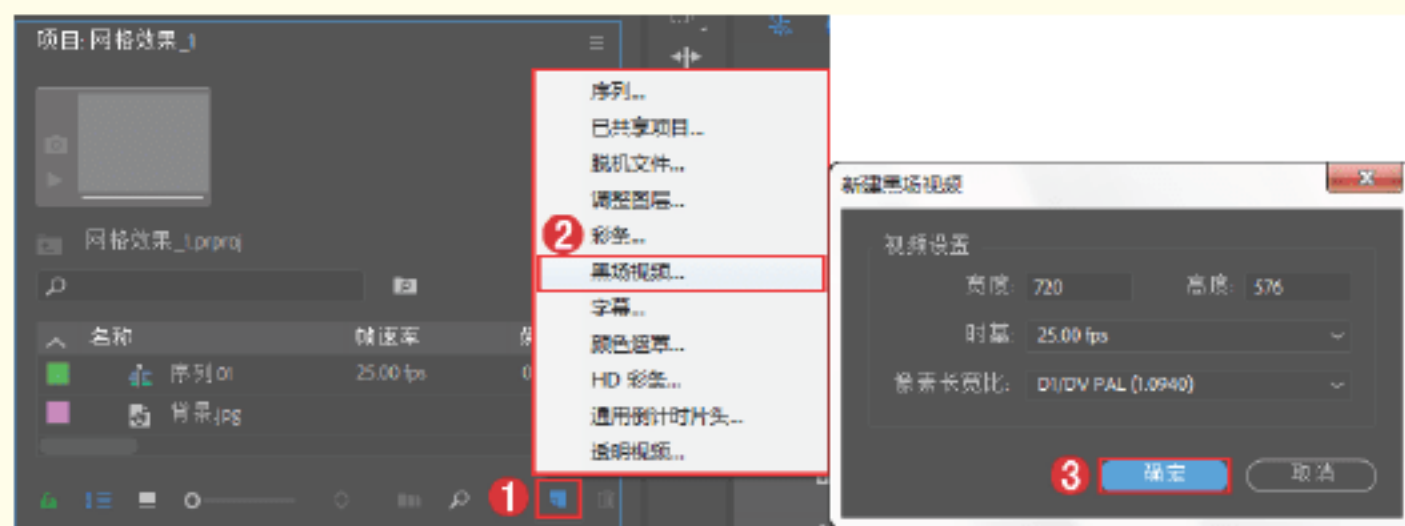 项目: 网格效果_1
网格效果_1.prproj
名称
帧速率
序列 01
25.00 fps
背景.jpg
1
2
序列...
已共享项目...
脱机文件...
调整图层...
彩条...
黑场视频...
字幕...
颜色遮罩...
HD 彩条...
通用倒计时片头...
透明视频...
新建黑场视频
视频设置
宽度: 720
高度: 576
时基: 25.00 fps
像素长宽比: D1/DV PAL (1.0940)
3
确定
取消